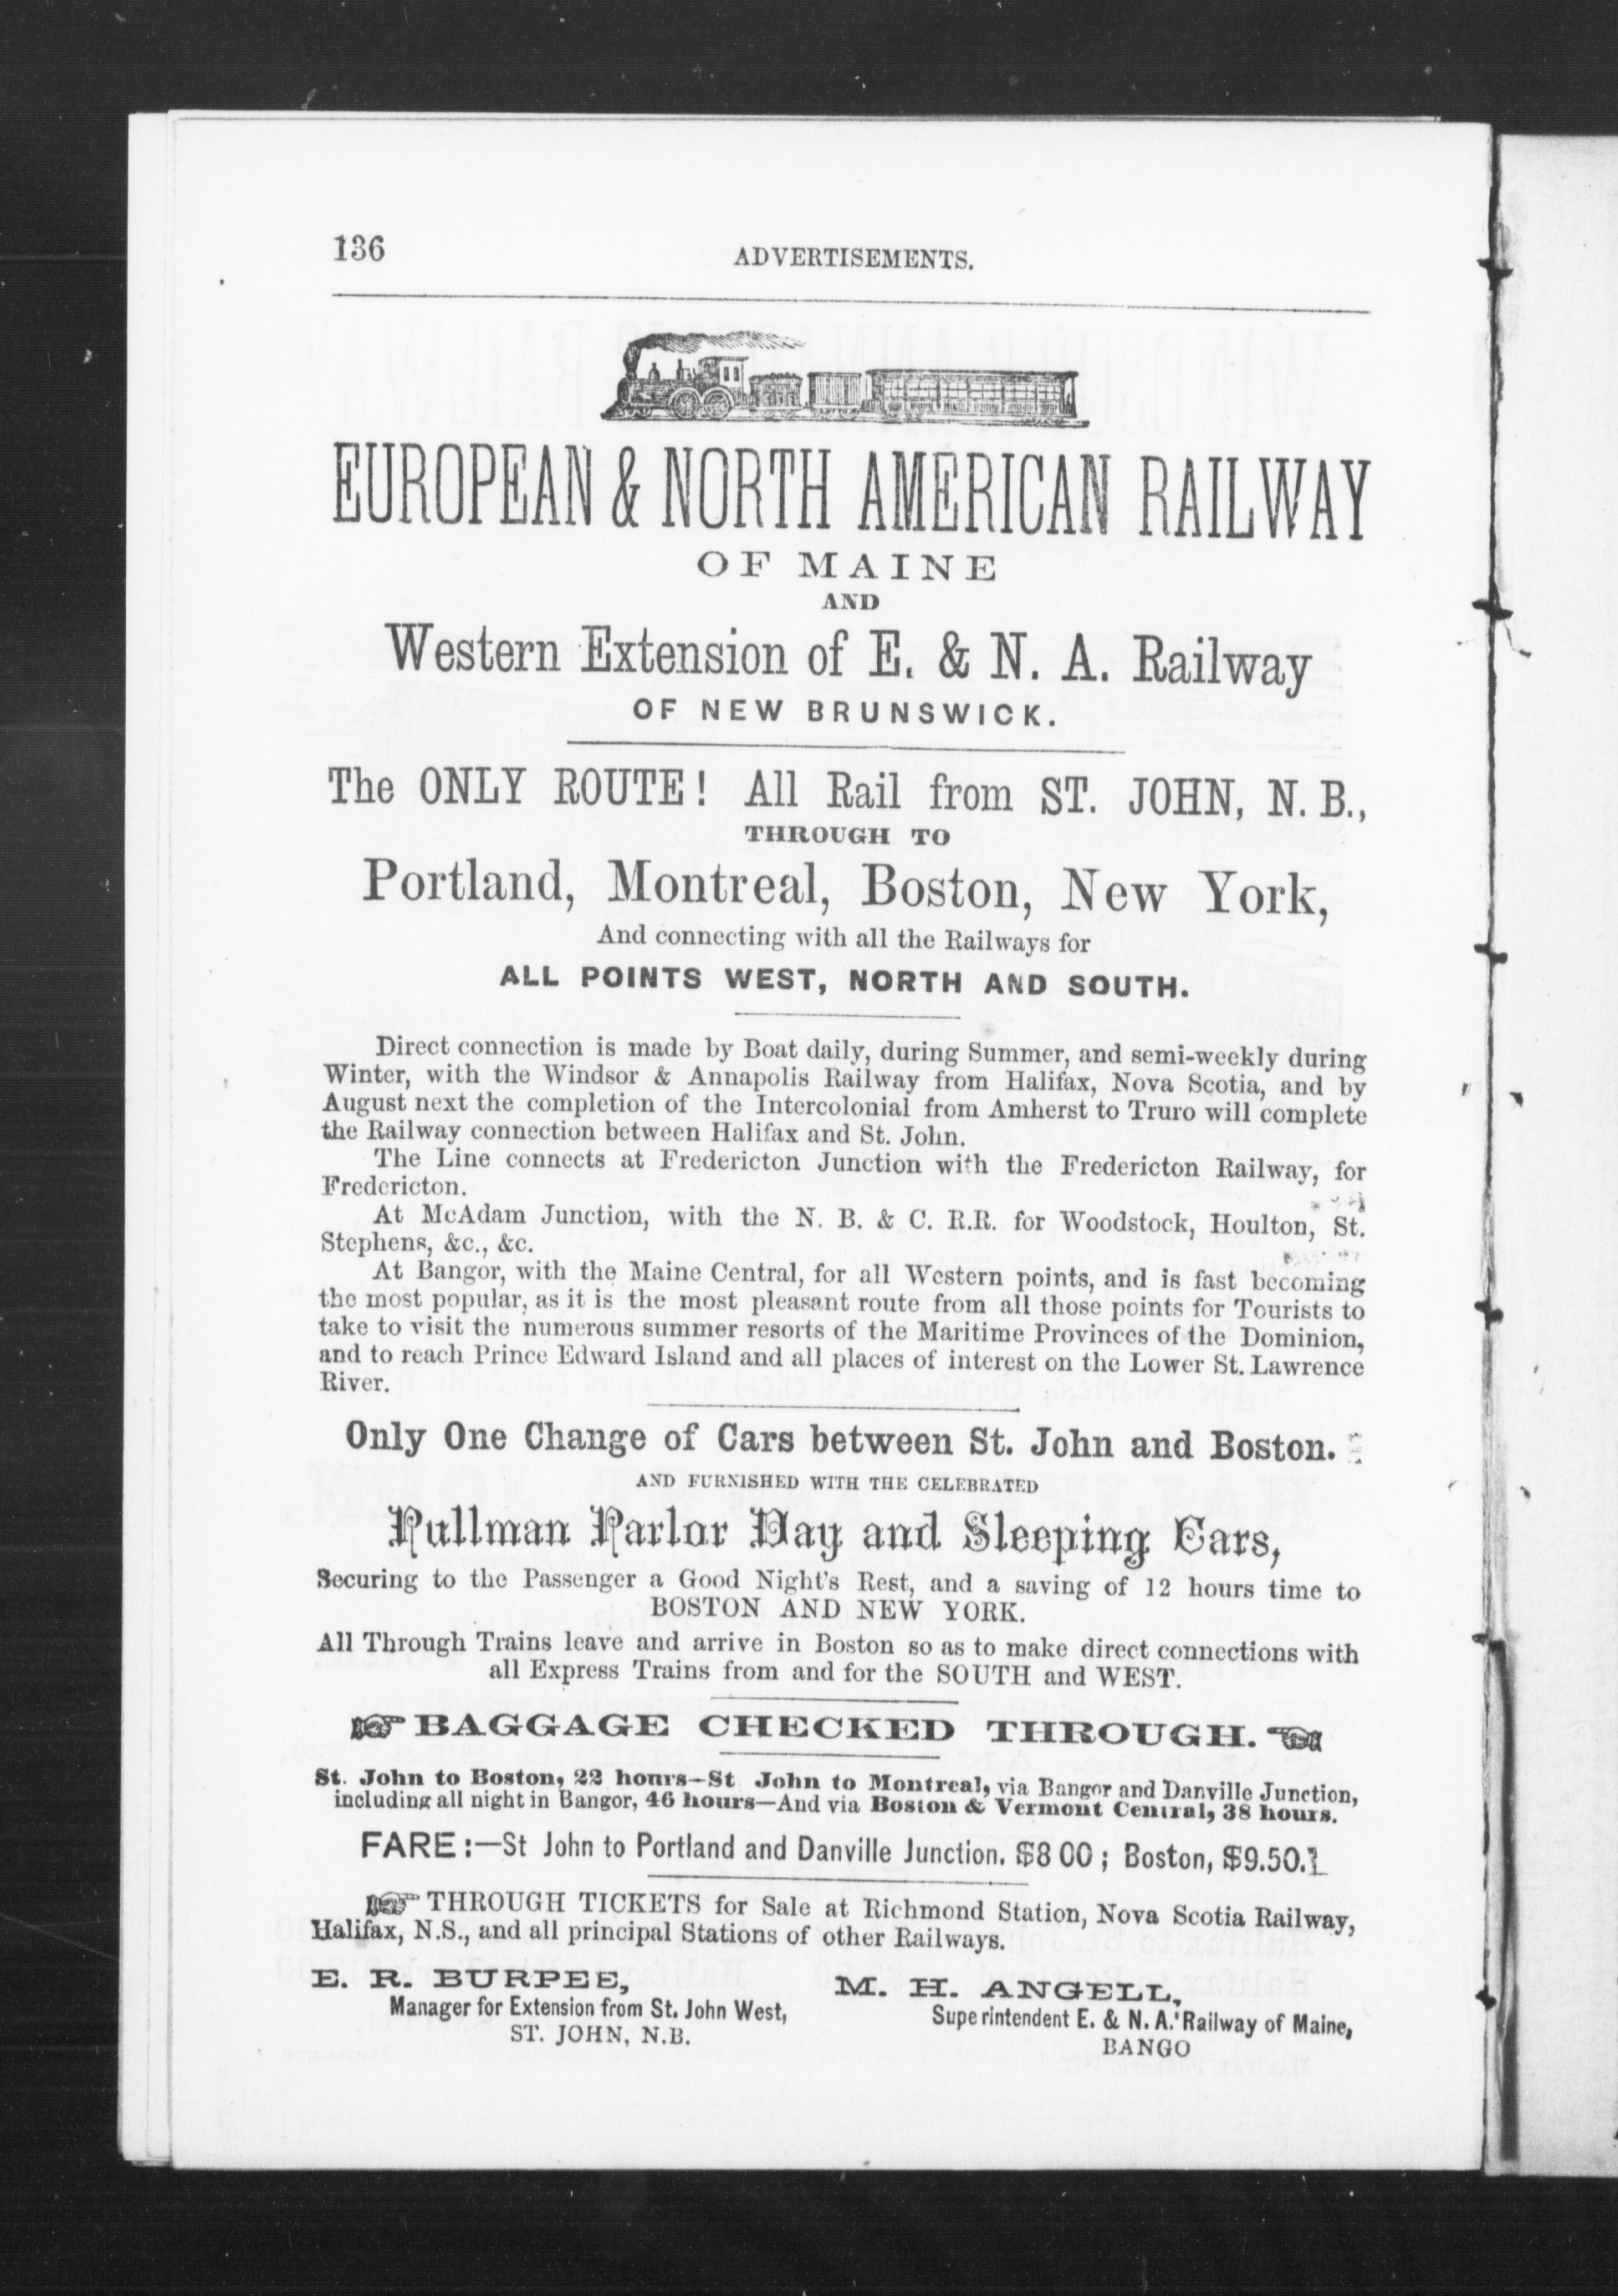 136
ADVERTISEMENTS.
EUROPEAN & NORTH AMERICAN RAILWAY
OF MAINE
AND
Western Extension of E. & N. A. Railway
OF NEW BRUNSWICK.
The ONLY ROUTE! All Rail from ST. JOHN, N. B.,
THROUGH TO
Portland, Montreal, Boston, New York,
And connecting with all the Railways for
ALL POINTS WEST, NORTH AND SOUTH.
Direct connection is made by Boat daily, during Summer, and semi-weekly during
Winter, with the Windsor & Annapolis Railway from Halifax, Nova Scotia, and by
August next the completion of the Intercolonial from Amherst to Truro will complete
the Railway connection between Halifax and St. John.
The Line connects at Fredericton Junction with the Fredericton Railway, for
Fredericton.
At McAdam Junction, with the N. B. & C. R.R. for Woodstock, Houlton, St.
Stephens, &c., &c.
At Bangor, with the Maine Central, for all Western points, and is fast becoming
the most popular, as it is the most pleasant route from all those points for Tourists to
take to visit the numerous summer resorts of the Maritime Provinces of the Dominion,
and to reach Prince Edward Island and all places of interest on the Lower St. Lawrence
River.
Only One Change of Cars between St. John and Boston.
AND FURNISHED WITH THE CELEBRATED
Pullman Parlor Day and Sleeping Cars,
Securing to the Passenger a Good Night's Rest, and a saving of 12 hours time to
BOSTON AND NEW YORK.
All Through Trains leave and arrive in Boston so as to make direct connections with
all Express Trains from and for the SOUTH and WEST.
☞ BAGGAGE CHECKED THROUGH. ☜
St. John to Boston, 22 hours—St John to Montreal, via Bangor and Danville Junction,
including all night in Bangor, 46 hours—And via Boston & Vermont Central, 38 hours.
FARE:—St John to Portland and Danville Junction. $8 00; Boston, $9.50.
☞ THROUGH TICKETS for Sale at Richmond Station, Nova Scotia Railway,
Halifax, N.S., and all principal Stations of other Railways.
E. R. BURPEE,
Manager for Extension from St. John West,
ST. JOHN, N.B.
M. H. ANGELL,
Superintendent E. & N. A. Railway of Maine,
BANGO